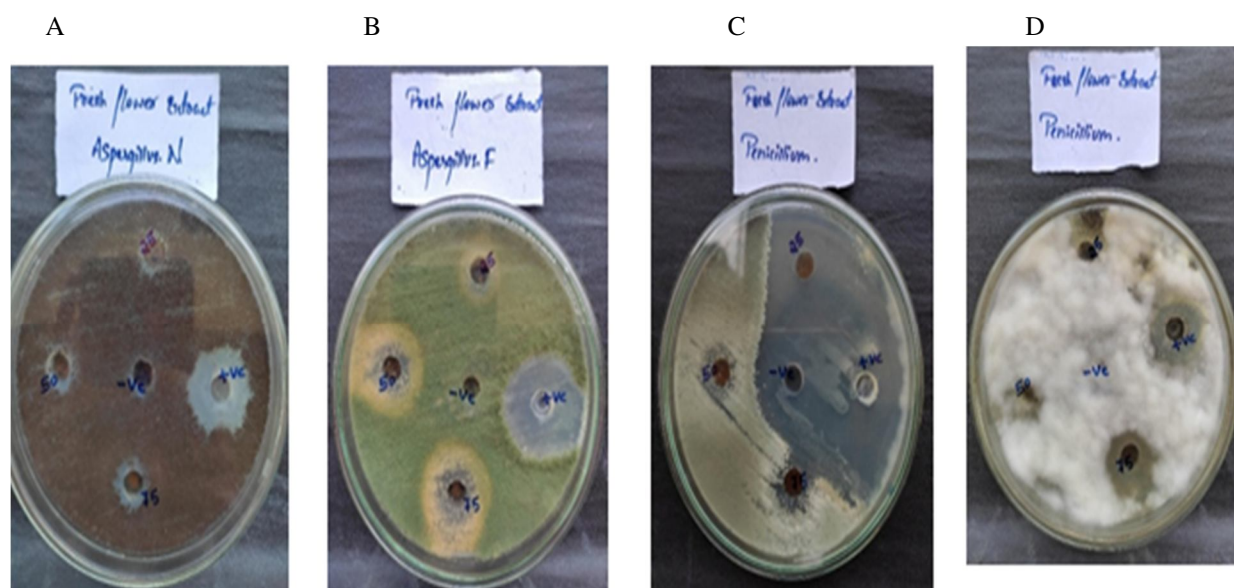 A
B
C
D
Fresh flower Extract
Aspergillus. N
Fresh flower Extract
Aspergillus. F
Fresh flower Extract
Penicillium.
Fresh flower Extract
Penicillium.
25
50
-ve
+ve
75
50
-ve
+ve
75
25
-ve
+ve
75
50
-ve
+ve
75